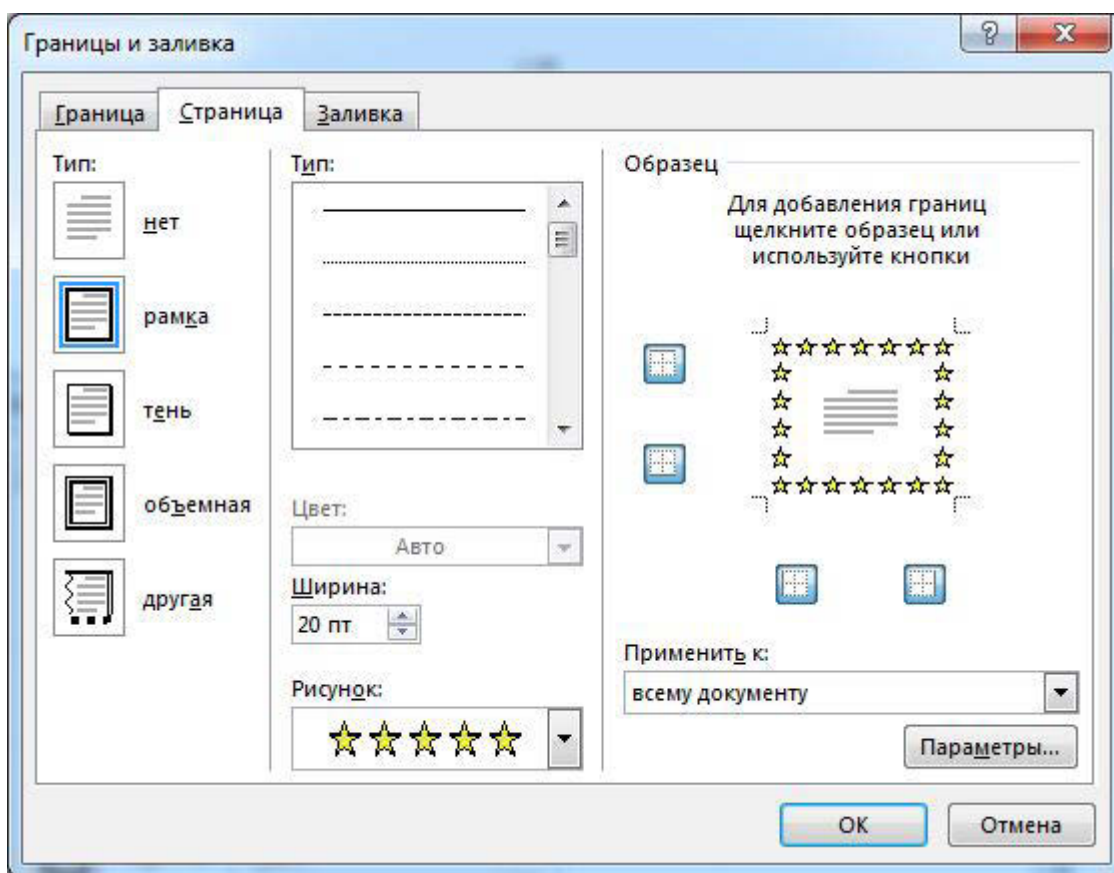 Границы и заливка
Граница
Страница
Заливка
Тип:
нет
рамка
тень
объемная
другая
Тип:
Цвет:
Авто
Ширина:
20 пт
Рисунок:
Образец
Для добавления границ
щелкните образец или
используйте кнопки
Применить к:
всему документу
Параметры...
ОК
Отмена